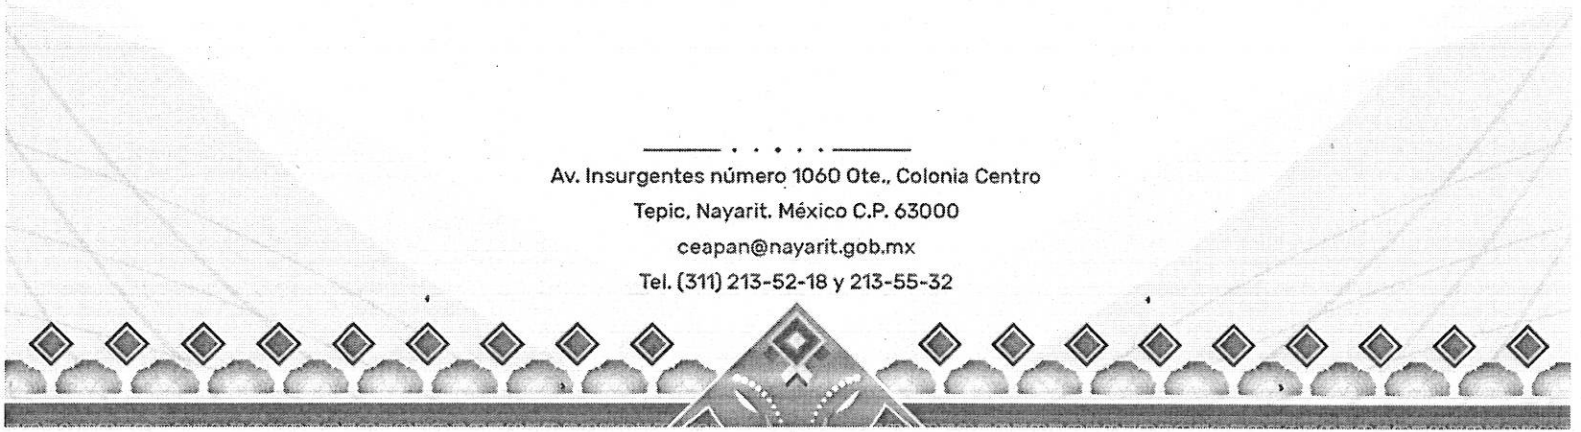 Av. Insurgentes número 1060 Ote., Colonia Centro
Tepic, Nayarit. México C.P. 63000
ceapan@nayarit.gob.mx
Tel. (311) 213-52-18 y 213-55-32